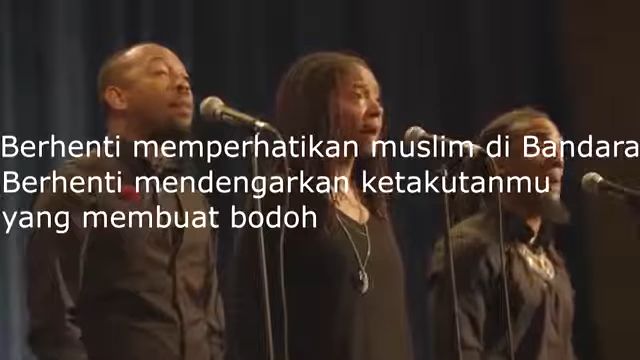 Berhenti memperhatikan muslim di Bandara
Berhenti mendengarkan ketakutanmu
yang membuat bodoh